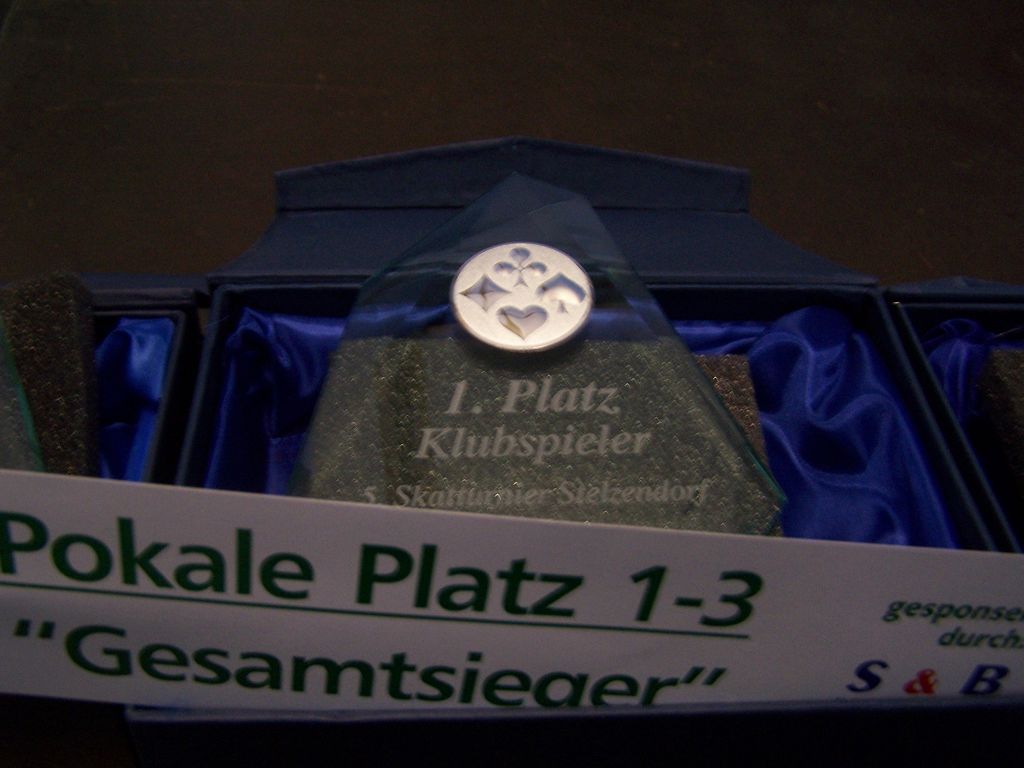 1. Platz
Klubspieler
5. Skatturnier Stelzendorf
Pokale Platz 1-3
"Gesamtsieger"
gesponser
durch:
S & B